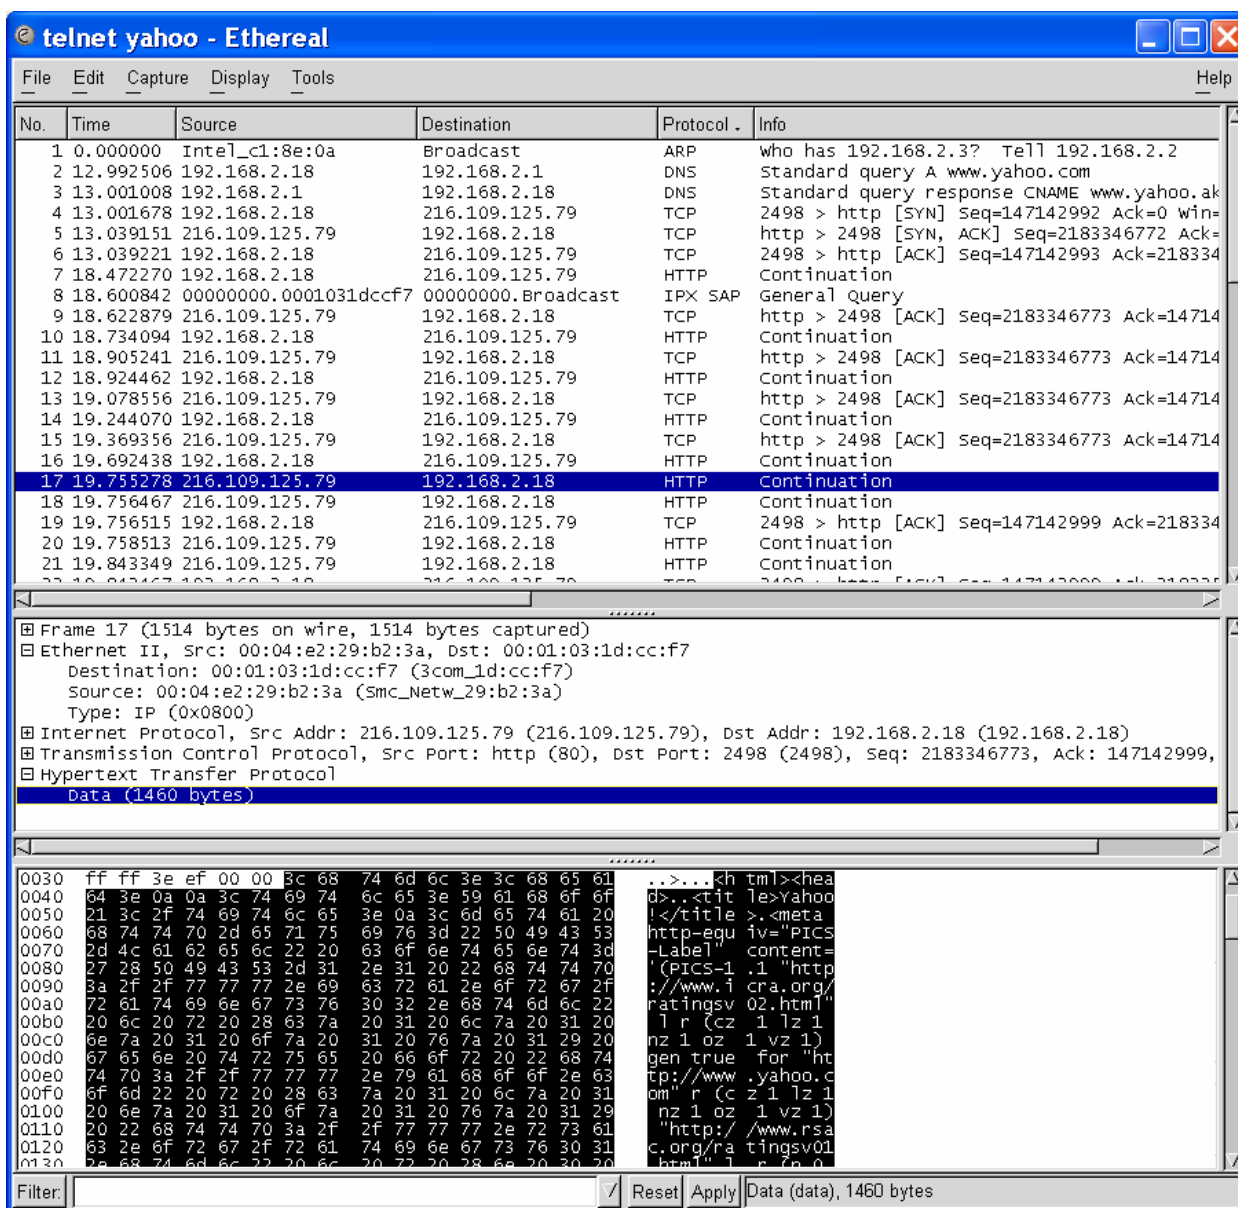 telnet yahoo - Ethereal
File Edit Capture Display Tools Help
No. Time Source Destination Protocol Info
1 0.000000 Intel_c1:8e:0a Broadcast ARP Who has 192.168.2.3? Tell 192.168.2.2
2 12.992506 192.168.2.18 192.168.2.1 DNS Standard query A www.yahoo.com
3 13.001008 192.168.2.1 192.168.2.18 DNS Standard query response CNAME www.yahoo.ak
4 13.001678 192.168.2.18 216.109.125.79 TCP 2498 > http [SYN] Seq=147142992 Ack=0 Win=
5 13.039151 216.109.125.79 192.168.2.18 TCP http > 2498 [SYN, ACK] Seq=2183346772 Ack=
6 13.039221 192.168.2.18 216.109.125.79 TCP 2498 > http [ACK] Seq=147142993 Ack=218334
7 18.472270 192.168.2.18 216.109.125.79 HTTP Continuation
8 18.600842 00000000.0001031dccf7 00000000.Broadcast IPX SAP General Query
9 18.622879 216.109.125.79 192.168.2.18 TCP http > 2498 [ACK] Seq=2183346773 Ack=14714
10 18.734094 192.168.2.18 216.109.125.79 HTTP Continuation
11 18.905241 216.109.125.79 192.168.2.18 TCP http > 2498 [ACK] Seq=2183346773 Ack=14714
12 18.924462 192.168.2.18 216.109.125.79 HTTP Continuation
13 19.078556 216.109.125.79 192.168.2.18 TCP http > 2498 [ACK] Seq=2183346773 Ack=14714
14 19.244070 192.168.2.18 216.109.125.79 HTTP Continuation
15 19.369356 216.109.125.79 192.168.2.18 TCP http > 2498 [ACK] Seq=2183346773 Ack=14714
16 19.692438 192.168.2.18 216.109.125.79 HTTP Continuation
17 19.755278 216.109.125.79 192.168.2.18 HTTP Continuation
18 19.756467 216.109.125.79 192.168.2.18 HTTP Continuation
19 19.756515 192.168.2.18 216.109.125.79 TCP 2498 > http [ACK] Seq=147142999 Ack=218334
20 19.758513 216.109.125.79 192.168.2.18 HTTP Continuation
21 19.843349 216.109.125.79 192.168.2.18 HTTP Continuation
Frame 17 (1514 bytes on wire, 1514 bytes captured)
Ethernet II, Src: 00:04:e2:29:b2:3a, Dst: 00:01:03:1d:cc:f7
Destination: 00:01:03:1d:cc:f7 (3com_1d:cc:f7)
Source: 00:04:e2:29:b2:3a (Smc_Netw_29:b2:3a)
Type: IP (0x0800)
Internet Protocol, Src Addr: 216.109.125.79 (216.109.125.79), Dst Addr: 192.168.2.18 (192.168.2.18)
Transmission Control Protocol, Src Port: http (80), Dst Port: 2498 (2498), Seq: 2183346773, Ack: 147142999,
Hypertext Transfer Protocol
Data (1460 bytes)
0030 ff ff 3e ef 00 00 3c 68 74 6d 6c 3e 3c 68 65 61 ..>...<h tml><hea
0040 64 3e 0a 0a 3c 74 69 74 6c 65 3e 59 61 68 6f 6f d>..<tit le>Yahoo
0050 21 3c 2f 74 69 74 6c 65 3e 0a 3c 6d 65 74 61 20 !</title >.<meta
0060 68 74 74 70 2d 65 71 75 69 76 3d 22 50 49 43 53 http-equ iv="PICS
0070 2d 4c 61 62 65 6c 22 20 63 6f 6e 74 65 6e 74 3d -Label" content=
0080 27 28 50 49 43 53 2d 31 2e 31 20 22 68 74 74 70 '(PICS-1 .1 "http
0090 3a 2f 2f 77 77 77 2e 69 63 72 61 2e 6f 72 67 2f ://www.i cra.org/
00a0 72 61 74 69 6e 67 73 76 30 32 2e 68 74 6d 6c 22 ratingsv 02.html"
00b0 20 6c 20 72 20 28 63 7a 20 31 20 6c 7a 20 31 20 l r (cz 1 lz 1
00c0 6e 7a 20 31 20 6f 7a 20 31 20 76 7a 20 31 29 20 nz 1 oz 1 vz 1)
00d0 67 65 6e 20 74 72 75 65 20 66 6f 72 20 22 68 74 gen true for "ht
00e0 74 70 3a 2f 2f 77 77 77 2e 79 61 68 6f 6f 2e 63 tp://www .yahoo.c
00f0 6f 6d 22 20 72 20 28 63 7a 20 31 20 6c 7a 20 31 om" r (c z 1 lz 1
0100 20 6e 7a 20 31 20 6f 7a 20 31 20 76 7a 20 31 29 nz 1 oz 1 vz 1)
0110 20 22 68 74 74 70 3a 2f 2f 77 77 77 2e 72 73 61 "http:/ /www.rsa
0120 63 2e 6f 72 67 2f 72 61 74 69 6e 67 73 76 30 31 c.org/ra tingsv01
0130 2e 68 74 6d 6c 22 20 6c 20 72 20 28 6e 20 30 20 .html" l r (n 0
Filter: Reset Apply Data (data), 1460 bytes